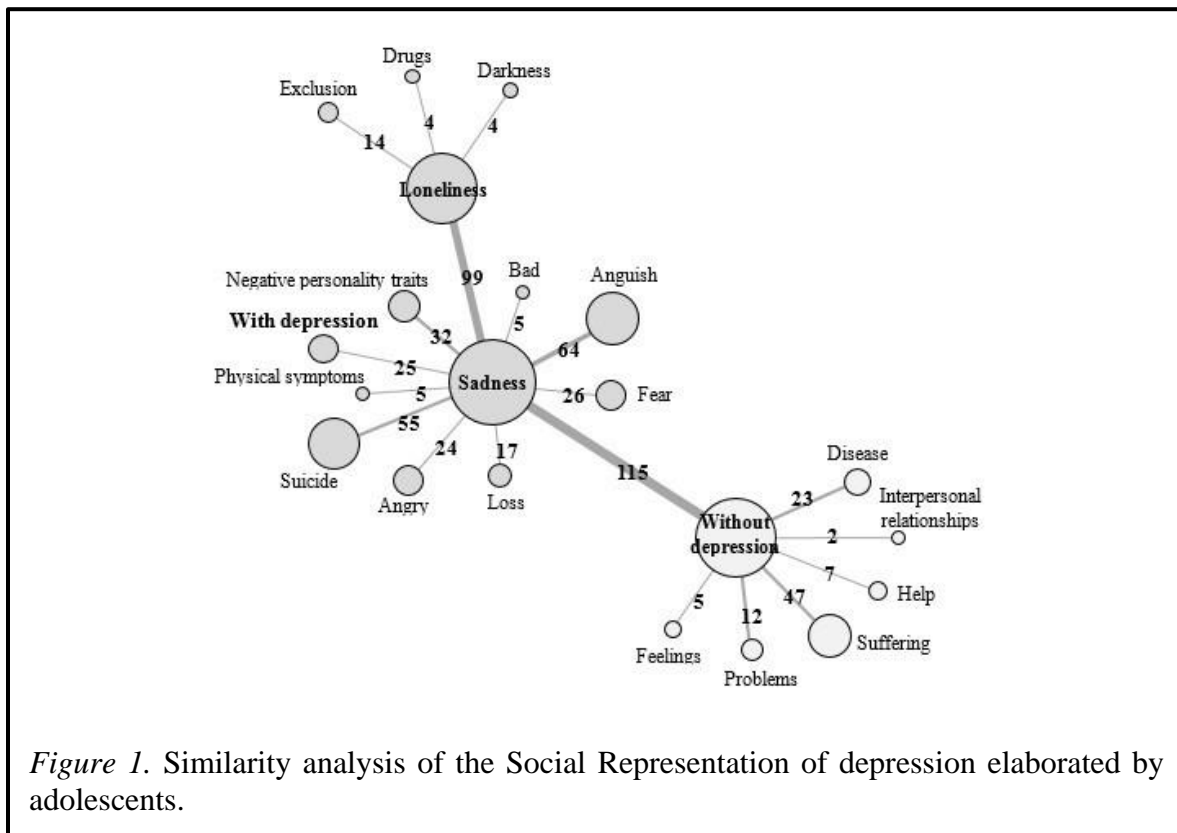 Drugs
Darkness
Exclusion
4
4
14
Loneliness
99
Bad
Anguish
Negative personality traits
5
With depression
32
64
25
Physical symptoms
Sadness
5
26
Fear
55
24
17
Suicide
Angry
Loss
115
Disease
23
Interpersonal
relationships
Without
depression
2
7
Help
47
5
12
Suffering
Feelings
Problems
Figure 1. Similarity analysis of the Social Representation of depression elaborated by
adolescents.